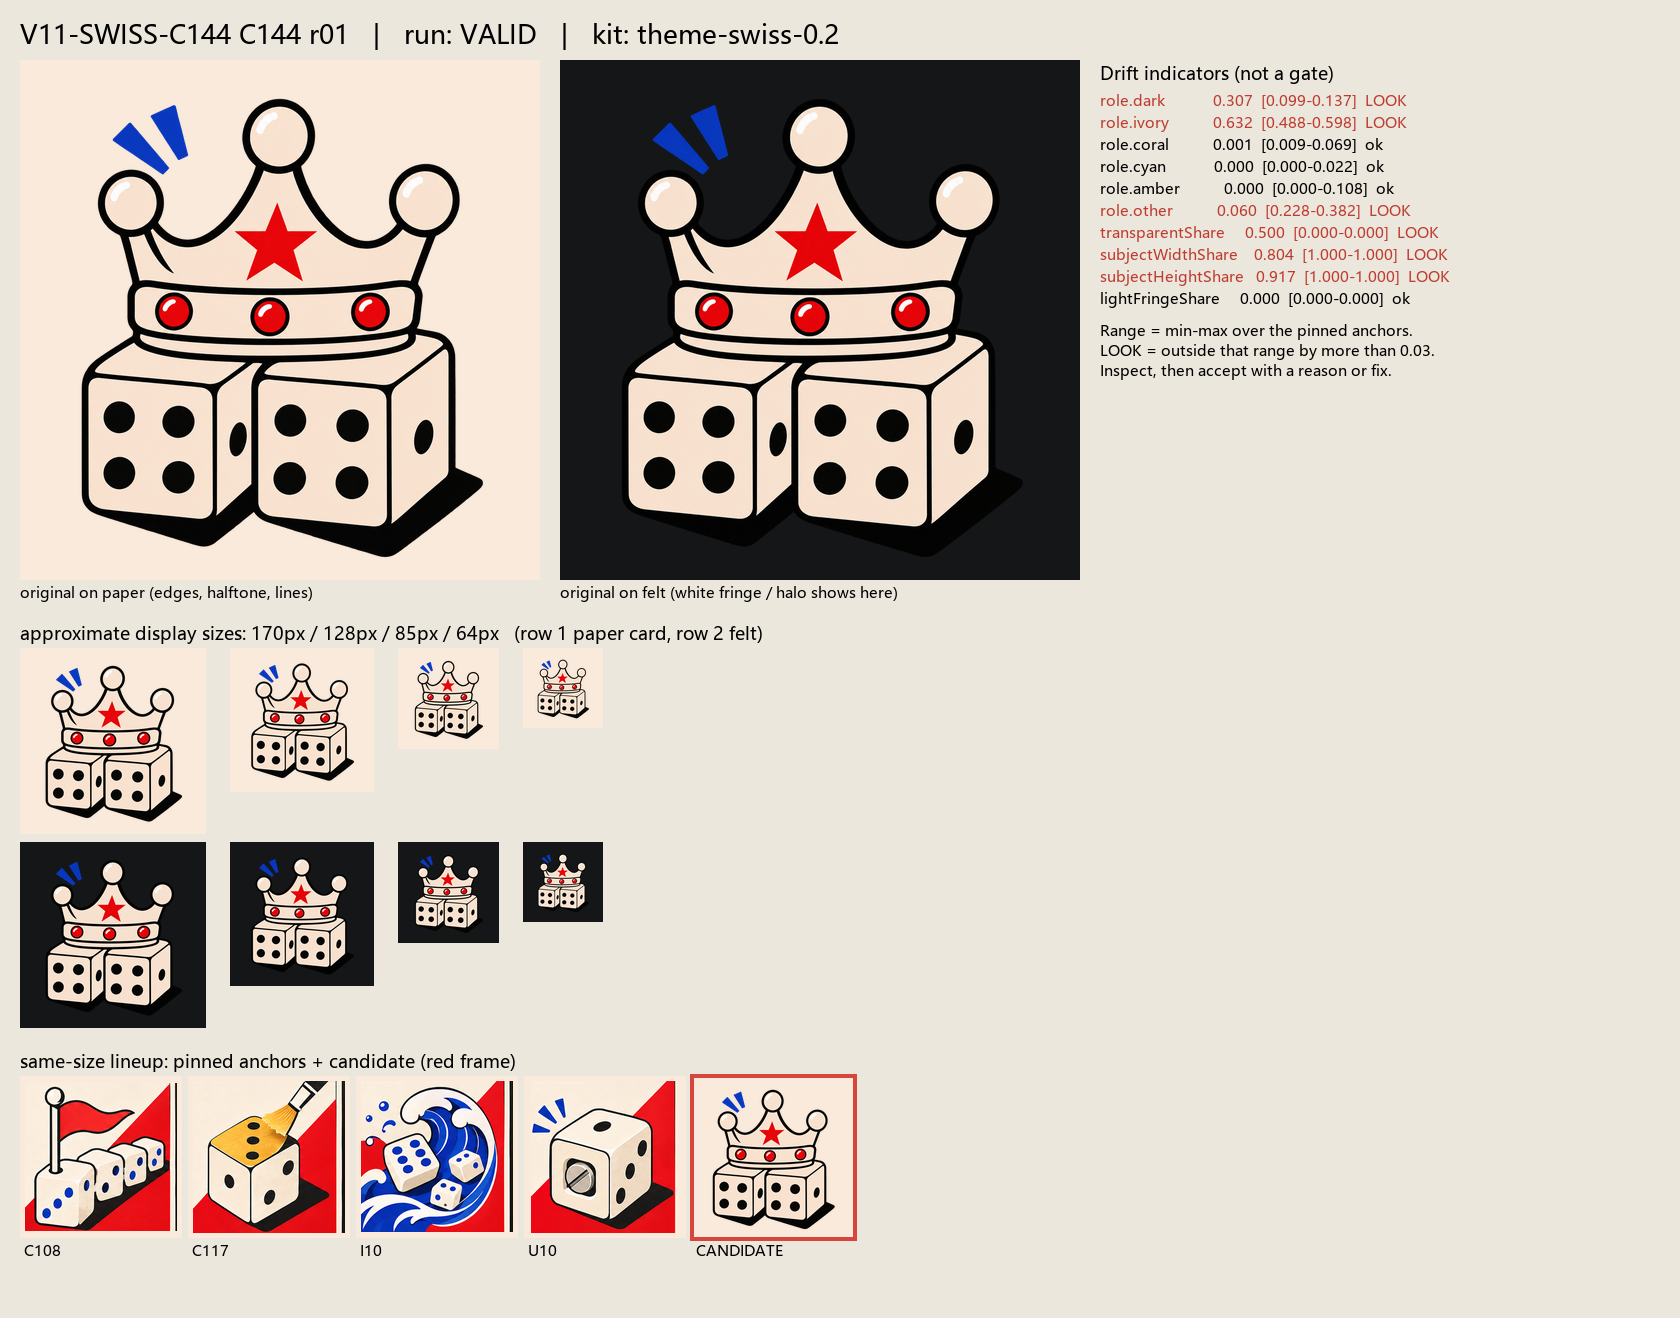 V11-SWISS-C144 C144 r01 | run: VALID | kit: theme-swiss-0.2
Drift indicators (not a gate)
role.dark 0.307 [0.099-0.137] LOOK
role.ivory 0.632 [0.488-0.598] LOOK
role.coral 0.001 [0.009-0.069] ok
role.cyan 0.000 [0.000-0.022] ok
role.amber 0.000 [0.000-0.108] ok
role.other 0.060 [0.228-0.382] LOOK
transparentShare 0.500 [0.000-0.000] LOOK
subjectWidthShare 0.804 [1.000-1.000] LOOK
subjectHeightShare 0.917 [1.000-1.000] LOOK
lightFringeShare 0.000 [0.000-0.000] ok
Range = min-max over the pinned anchors.
LOOK = outside that range by more than 0.03.
Inspect, then accept with a reason or fix.
original on paper (edges, halftone, lines)
original on felt (white fringe / halo shows here)
approximate display sizes: 170px / 128px / 85px / 64px (row 1 paper card, row 2 felt)
same-size lineup: pinned anchors + candidate (red frame)
C108
C117
I10
U10
CANDIDATE